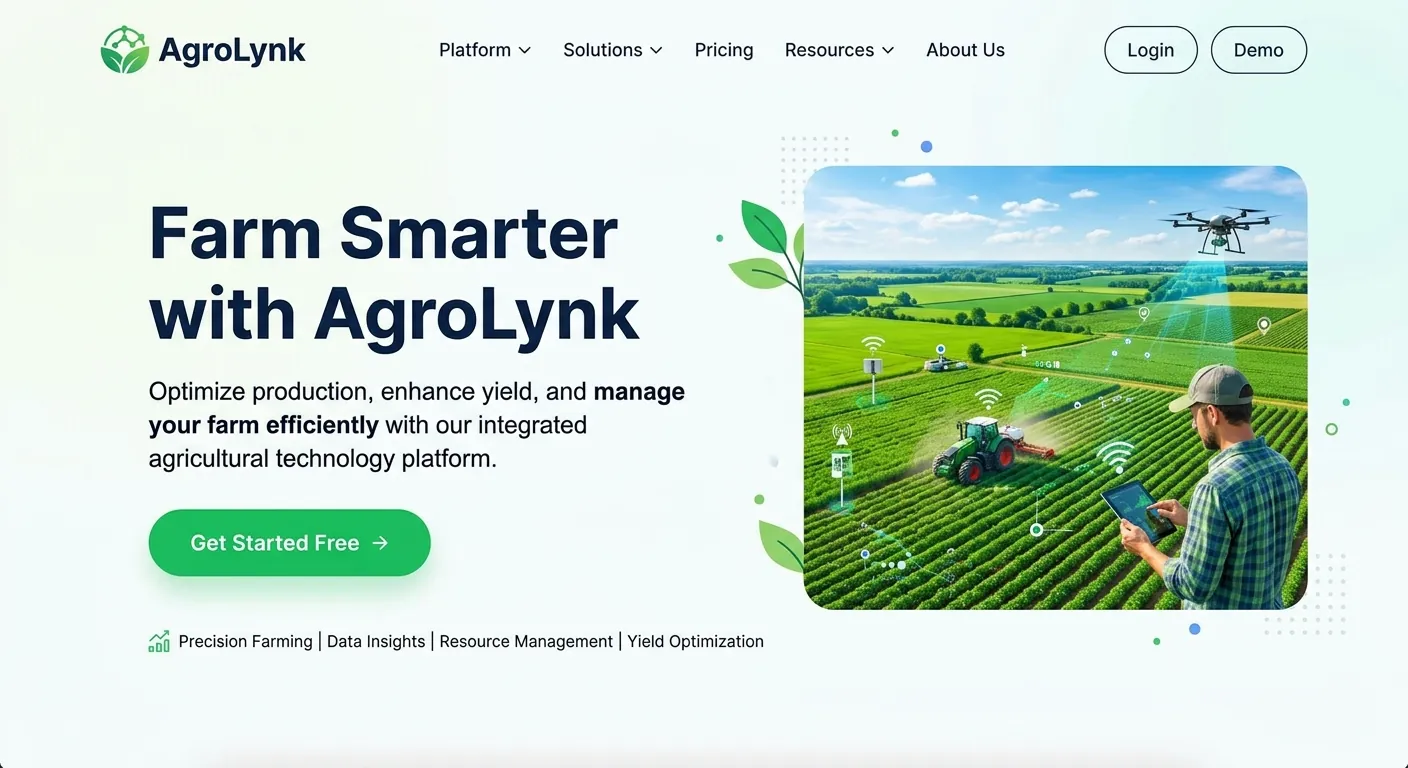 AgroLynk
Platform
Solutions
Pricing
Resources
About Us
Login
Demo
Farm Smarter
with AgroLynk
Optimize production, enhance yield, and manage
your farm efficiently with our integrated
agricultural technology platform.
Get Started Free →
Precision Farming | Data Insights | Resource Management | Yield Optimization